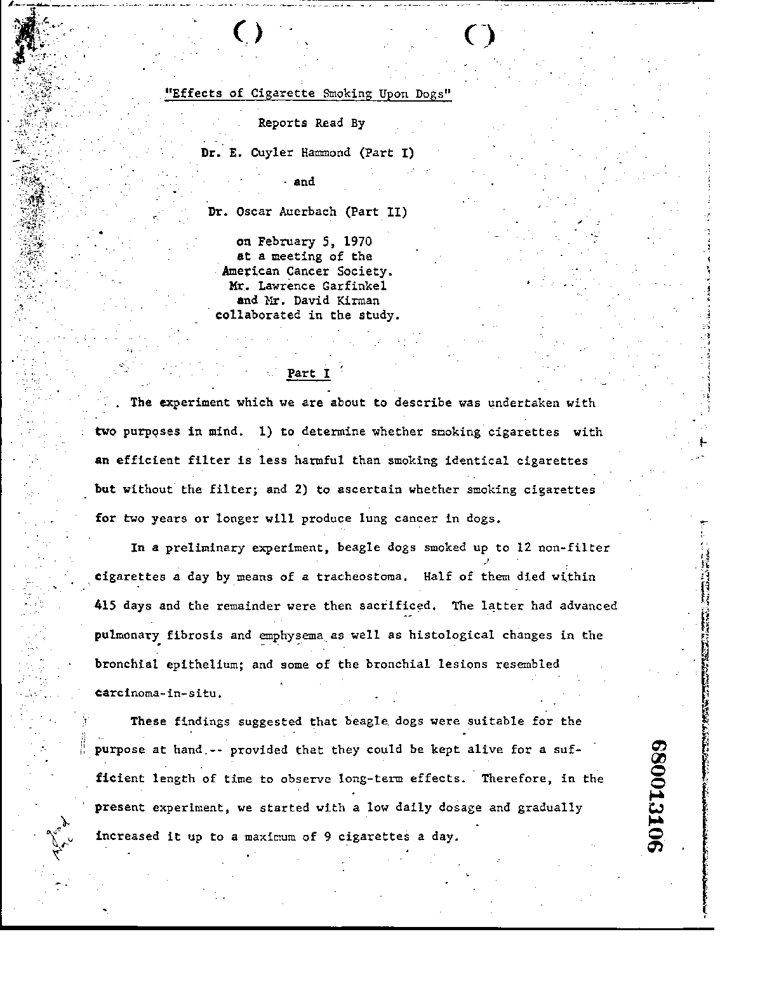 "Effects of Cigarette Smoking Upon Dogs"
Reports Read By
Dr. E. Cuyler Hammond (Part I)
and
Dr. Oscar Auerbach (Part II)
on February 5, 1970
at a meeting of the
American Cancer Society.
Mr. Lawrence Garfinkel
and Mr. David Kirman
collaborated in the study.
Part I
The experiment which we are about to describe was undertaken with
two purposes in mind. 1) to determine whether smoking cigarettes with
an efficient filter is less harmful than smoking identical cigarettes
but without the filter; and 2) to ascertain whether smoking cigarettes
for two years or longer will produce lung cancer in dogs.
In a preliminary experiment, beagle dogs smoked up to 12 non-filter
cigarettes a day by means of a tracheostoma. Half of them died within
415 days and the remainder were then sacrificed. The latter had advanced
pulmonary fibrosis and emphysema as well as histological changes in the
bronchial epithelium; and some of the bronchial lesions resembled
carcinoma-in-situ.
These findings suggested that beagle dogs were suitable for the
purpose at hand -- provided that they could be kept alive for a suf-
ficient length of time to observe long-term effects. Therefore, in the
present experiment, we started with a low daily dosage and gradually
increased it up to a maximum of 9 cigarettes a day.
680013106